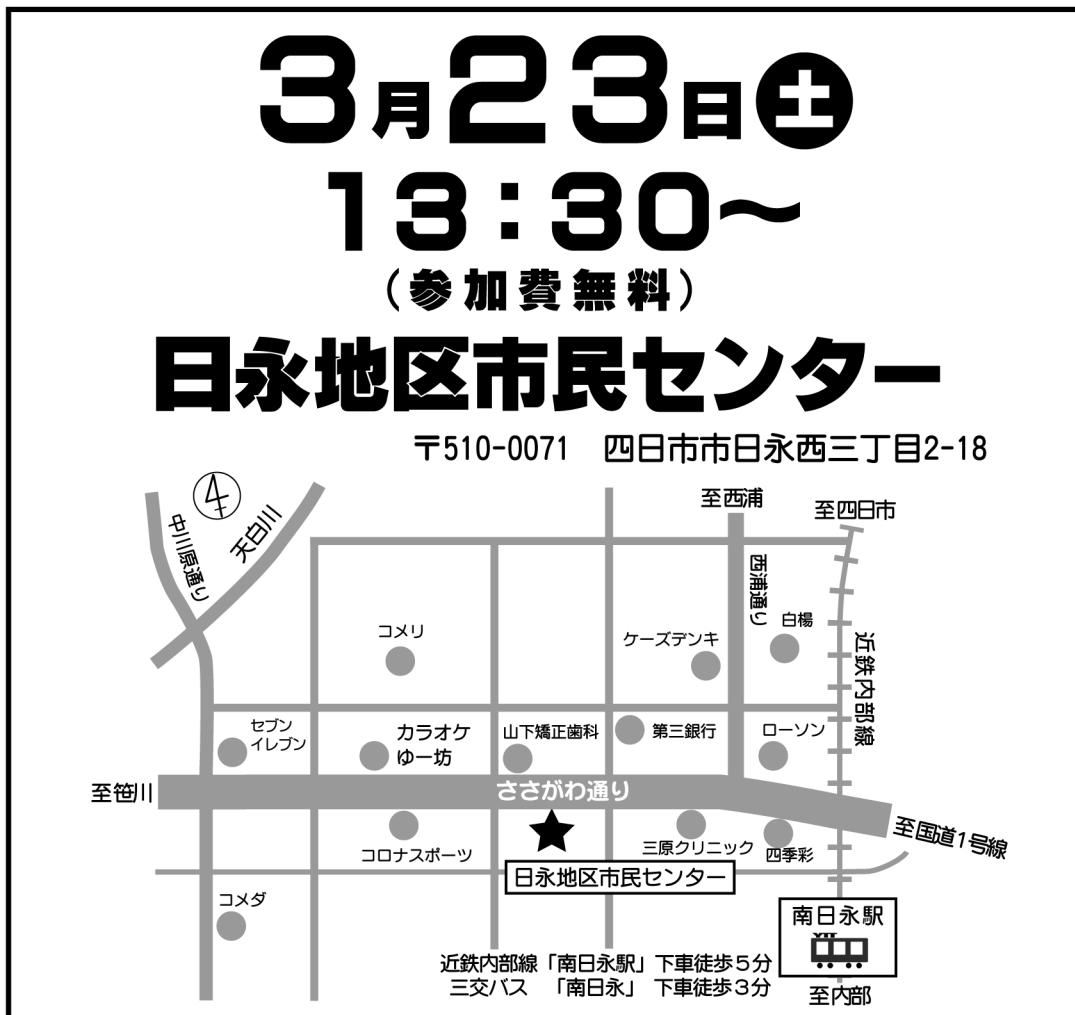 3月23日土
13:30～
(参加費無料)
日永地区市民センター
〒510-0071　四日市市日永西三丁目2-18
至西浦
至四日市
中川原通り
天白川
西浦通り
白楊
コメリ
ケーズデンキ
近鉄内部線
セブン
イレブン
カラオケ
ゆー坊
山下矯正歯科
第三銀行
ローソン
至笹川
ささがわ通り
至国道1号線
コロナスポーツ
三原クリニック
四季彩
日永地区市民センター
コメダ
南日永駅
近鉄内部線「南日永駅」下車徒歩5分
三交バス　「南日永」　下車徒歩3分
至内部